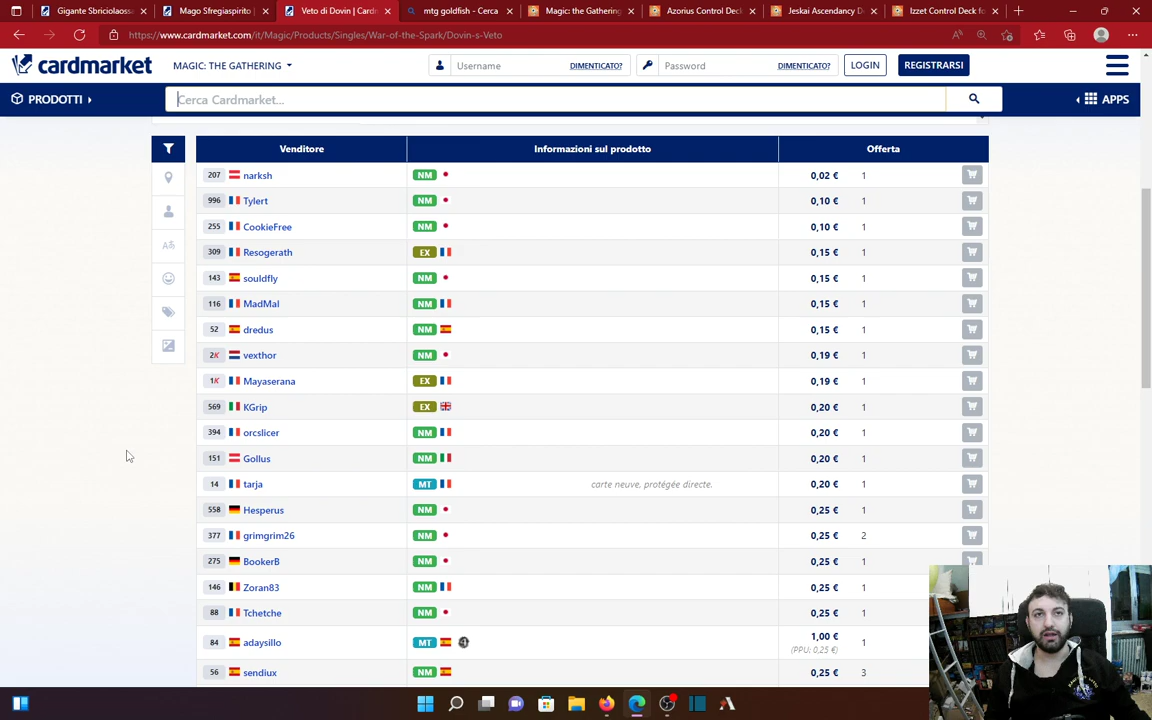 Gigante Sbriciolaossa
Mago Sfregiaspirito |
Veto di Dovin | Card
mtg goldfish - Cerca
Magic: the Gathering
Azorius Control Deck
Jeskai Ascendancy D
Izzet Control Deck fo
https://www.cardmarket.com/it/Magic/Products/Singles/War-of-the-Spark/Dovin-s-Veto
cardmarket
MAGIC: THE GATHERING
Username
DIMENTICATO?
Password
DIMENTICATO?
LOGIN
REGISTRARSI
PRODOTTI
Cerca Cardmarket...
APPS
Venditore Informazioni sul prodotto Offerta
207 narksh NM 0,02 € 1
996 Tylert NM 0,10 € 1
255 CookieFree NM 0,10 € 1
309 Resogerath EX 0,15 € 1
143 souldfly NM 0,15 € 1
116 MadMal NM 0,15 € 1
52 dredus NM 0,15 € 1
2K vexthor NM 0,19 € 1
1K Mayaserana EX 0,19 € 1
569 KGrip EX 0,20 € 1
394 orcslicer NM 0,20 € 1
151 Gollus NM 0,20 € 1
14 tarja MT carte neuve, protégée directe. 0,20 € 1
558 Hesperus NM 0,25 € 1
377 grimgrim26 NM 0,25 € 2
275 BookerB NM 0,25 € 1
146 Zoran83 NM 0,25 € 1
88 Tchetche NM 0,25 € 1
84 adaysillo MT 1,00 € 1
(PPU: 0,25 €)
56 sendiux NM 0,25 € 3